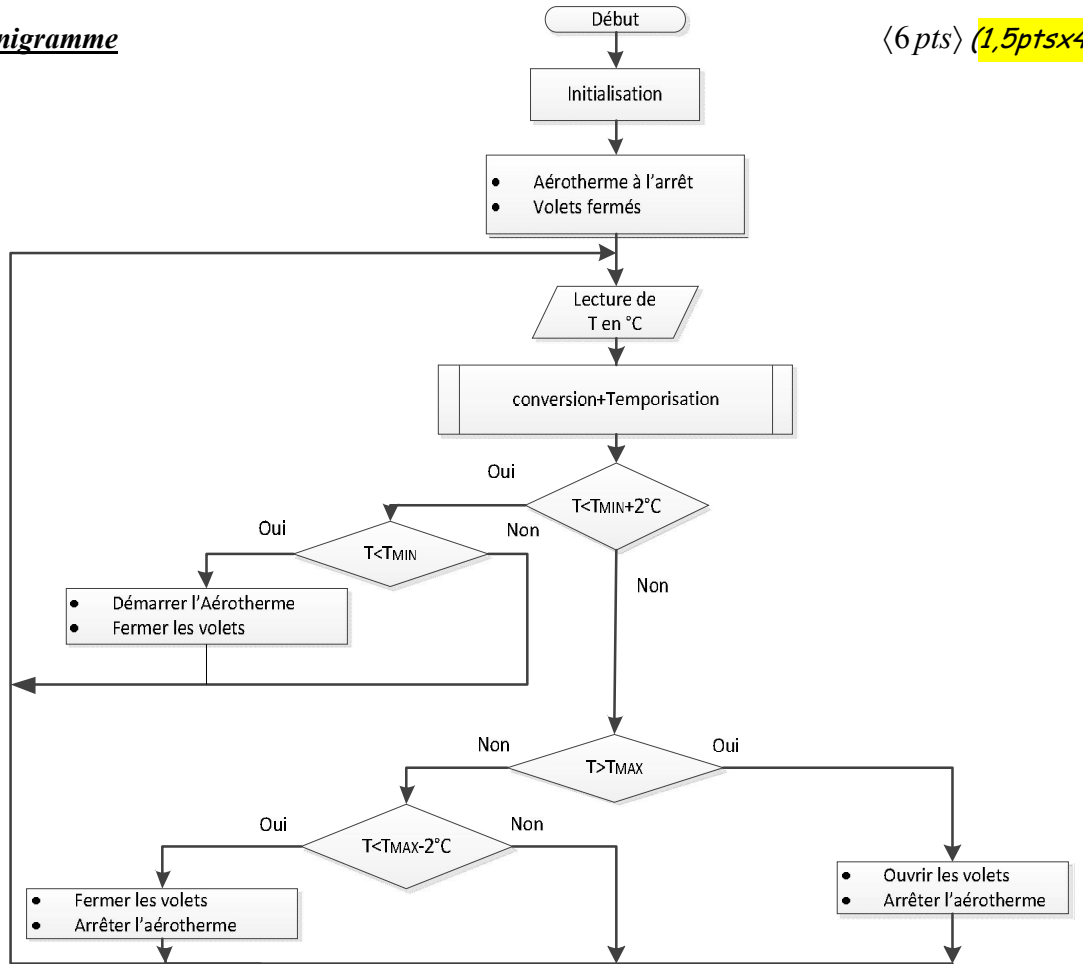 Début
nigramme
⟨6 pts⟩ (1,5ptsx4
Initialisation
• Aérotherme à l'arrêt
• Volets fermés
Lecture de
T en °C
conversion+Temporisation
Oui
T<TMIN+2°C
Oui
Non
T<TMIN
Non
• Démarrer l'Aérotherme
• Fermer les volets
Non
Oui
T>TMAX
Oui
Non
T<TMAX-2°C
• Ouvrir les volets
• Arrêter l'aérotherme
• Fermer les volets
• Arrêter l'aérotherme